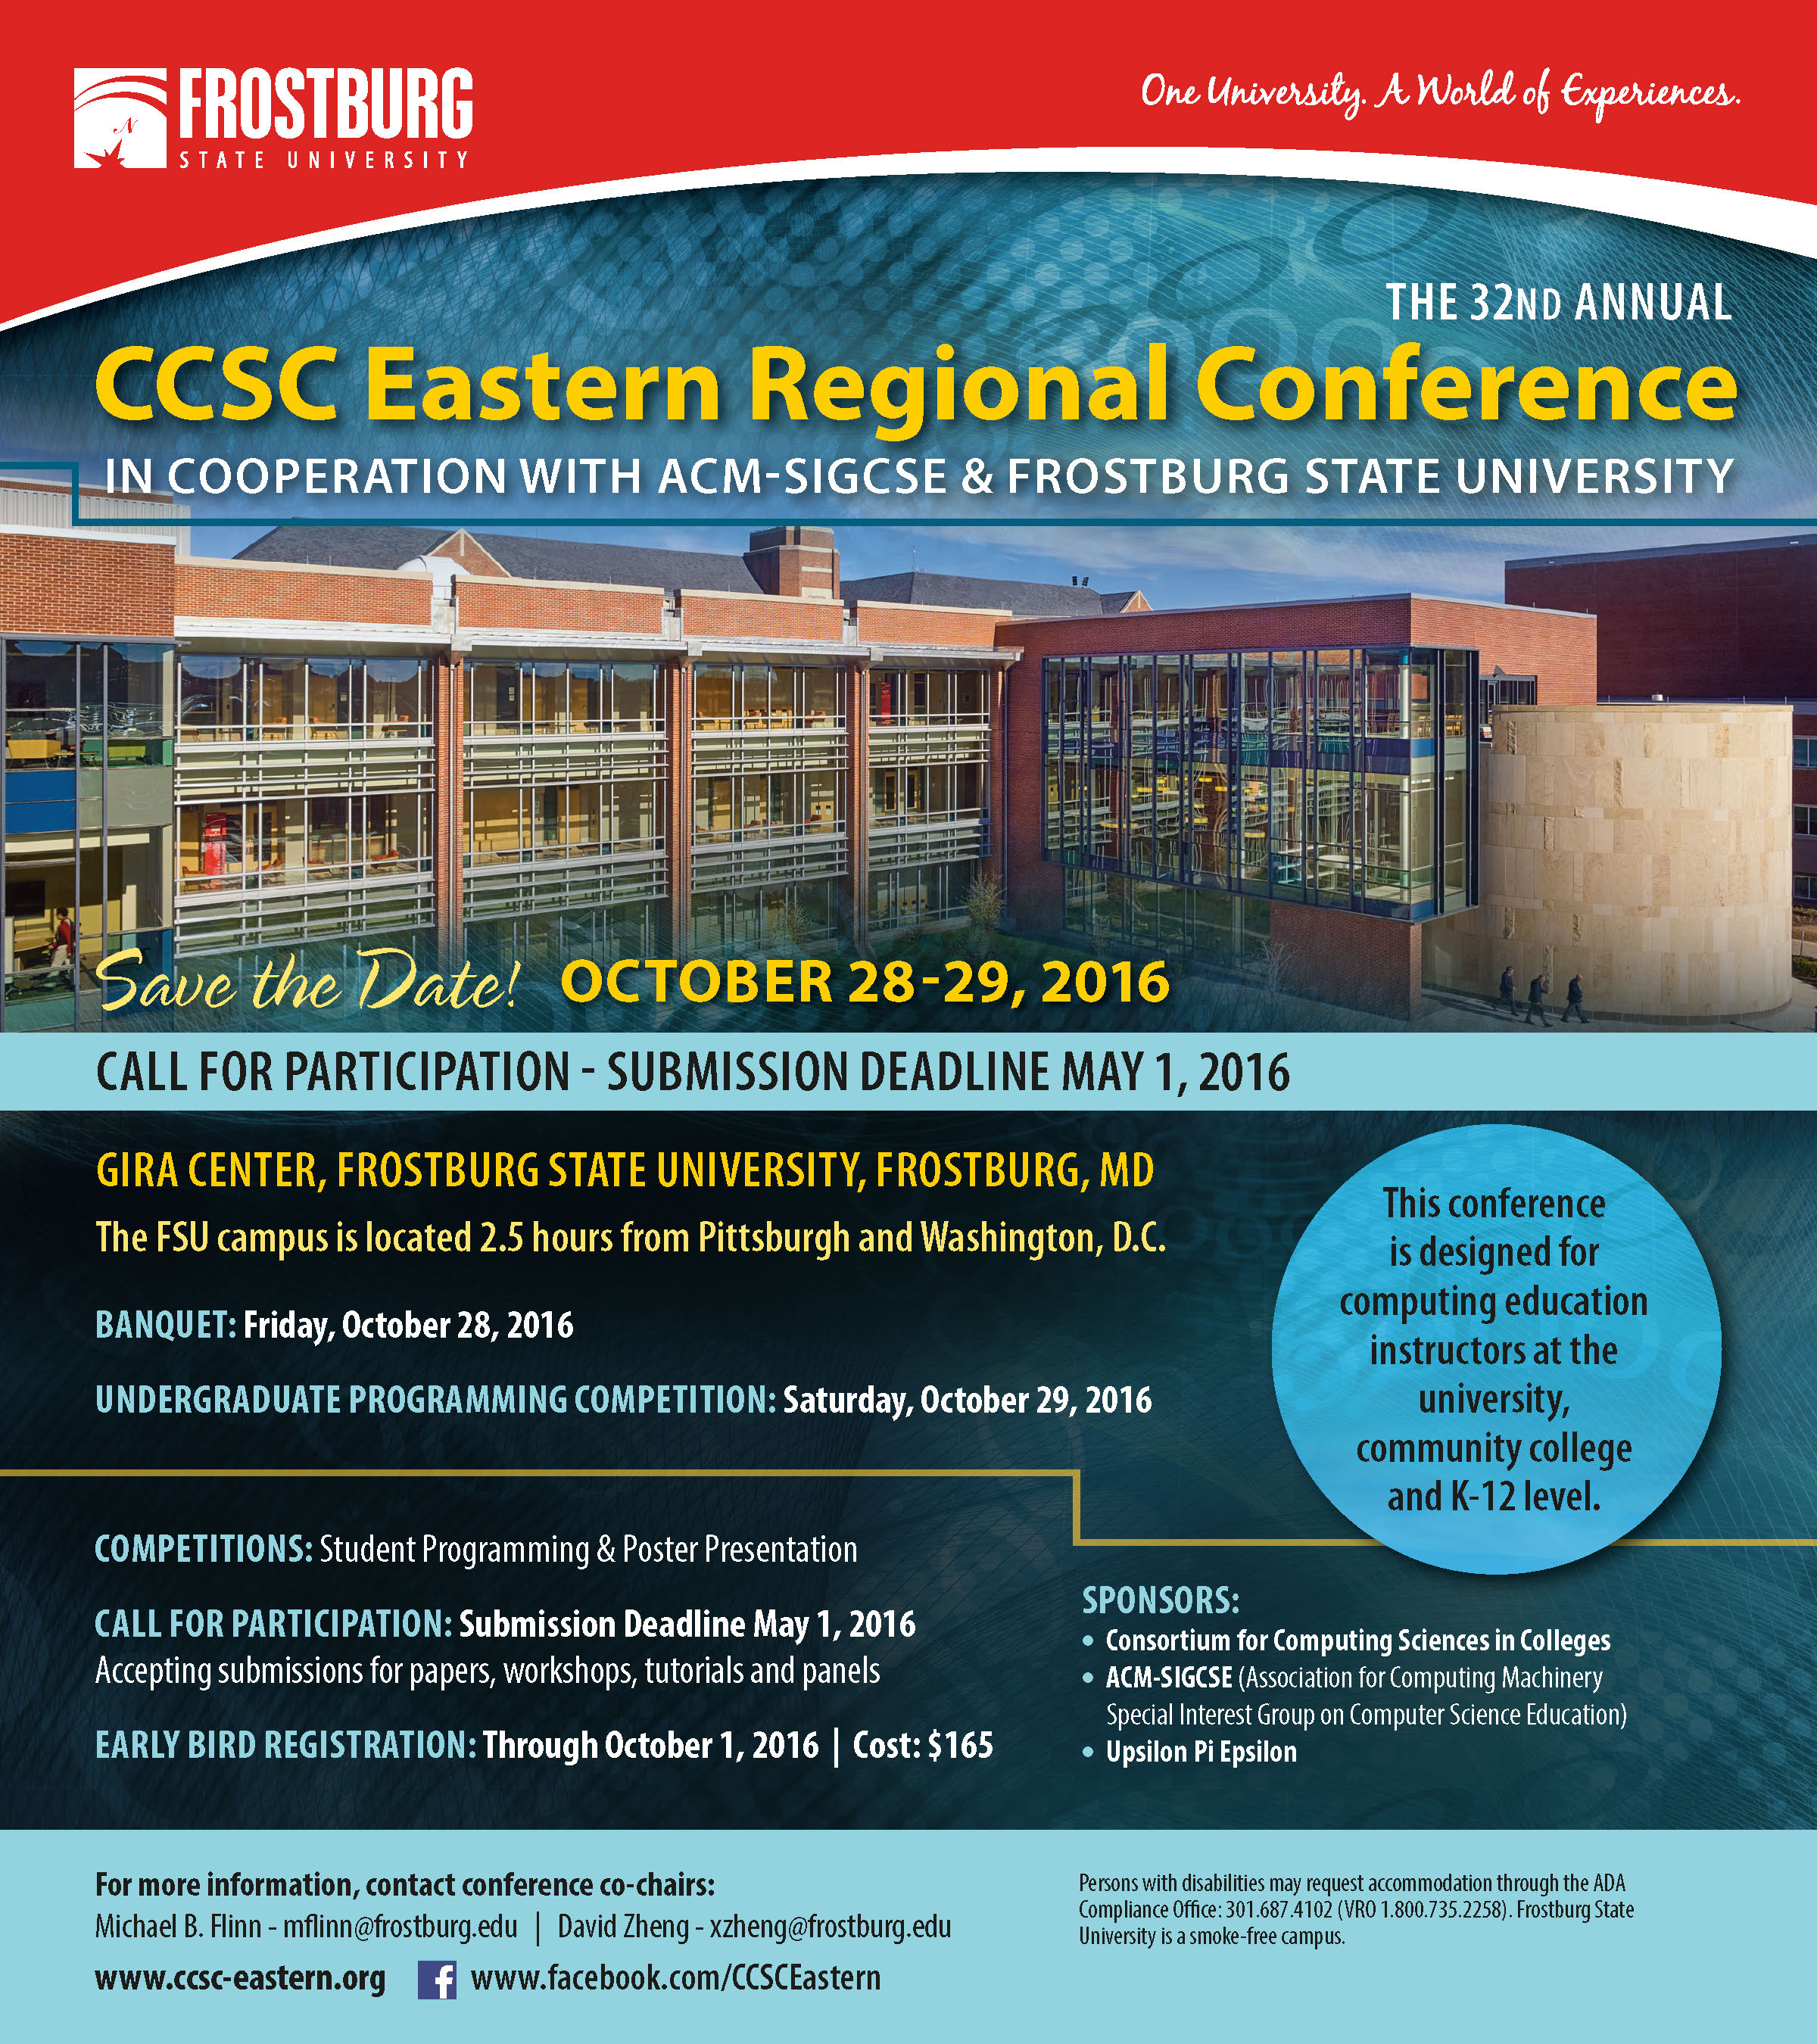 FROSTBURG
STATE UNIVERSITY
One University. A World of Experiences.
THE 32ND ANNUAL
CCSC Eastern Regional Conference
IN COOPERATION WITH ACM-SIGCSE & FROSTBURG STATE UNIVERSITY
Save the Date! OCTOBER 28-29, 2016
CALL FOR PARTICIPATION - SUBMISSION DEADLINE MAY 1, 2016
GIRA CENTER, FROSTBURG STATE UNIVERSITY, FROSTBURG, MD
The FSU campus is located 2.5 hours from Pittsburgh and Washington, D.C.
BANQUET: Friday, October 28, 2016
UNDERGRADUATE PROGRAMMING COMPETITION: Saturday, October 29, 2016
This conference
is designed for
computing education
instructors at the
university,
community college
and K-12 level.
COMPETITIONS: Student Programming & Poster Presentation
CALL FOR PARTICIPATION: Submission Deadline May 1, 2016
Accepting submissions for papers, workshops, tutorials and panels
EARLY BIRD REGISTRATION: Through October 1, 2016 | Cost: $165
SPONSORS:
• Consortium for Computing Sciences in Colleges
• ACM-SIGCSE (Association for Computing Machinery
Special Interest Group on Computer Science Education)
• Upsilon Pi Epsilon
For more information, contact conference co-chairs:
Michael B. Flinn - mflinn@frostburg.edu | David Zheng - xzheng@frostburg.edu
www.ccsc-eastern.org f www.facebook.com/CCSCEastern
Persons with disabilities may request accommodation through the ADA
Compliance Office: 301.687.4102 (VRO 1.800.735.2258). Frostburg State
University is a smoke-free campus.